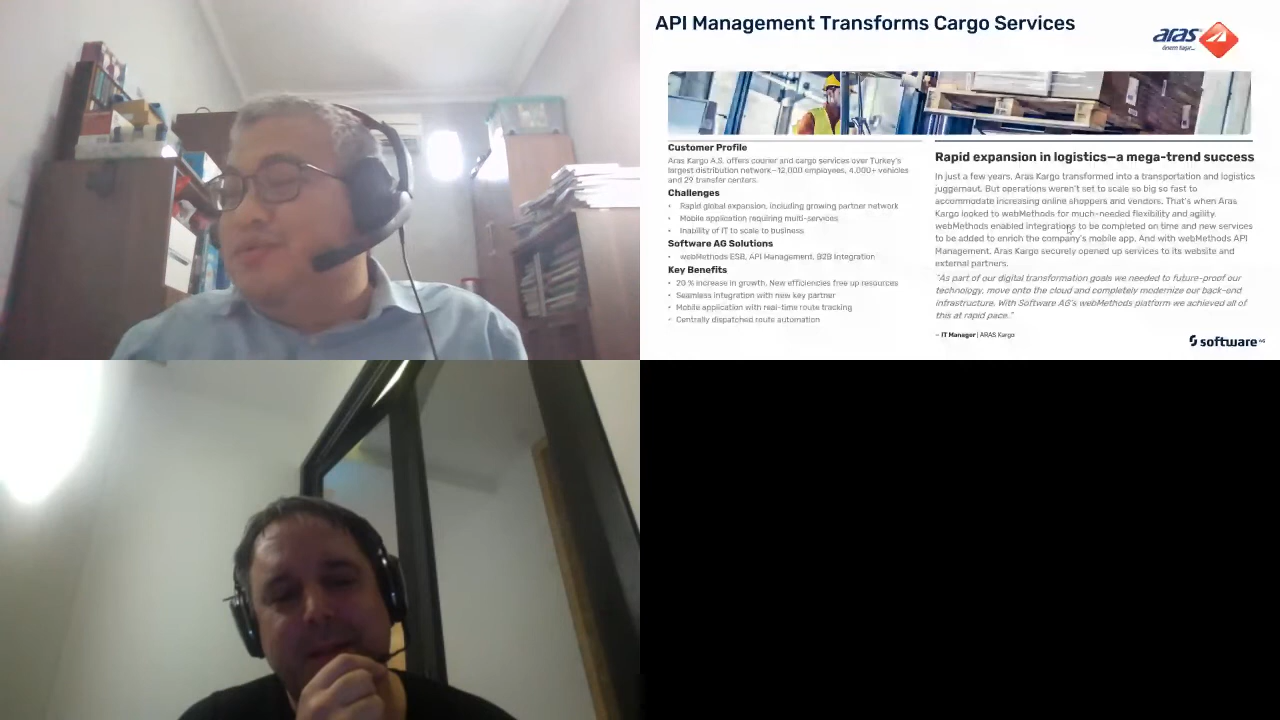 API Management Transforms Cargo Services
aras
önem taşır...
Customer Profile
Aras Kargo A.S. offers courier and cargo services over Turkey's
largest distribution network—12,000 employees, 4,000+ vehicles
and 29 transfer centers.
Challenges
• Rapid global expansion, including growing partner network
• Mobile application requiring multi-services
• Inability of IT to scale to business
Software AG Solutions
• webMethods ESB, API Management, B2B Integration
Key Benefits
• 20 % increase in growth, New efficiencies free up resources
• Seamless integration with new key partner
• Mobile application with real-time route tracking
• Centrally dispatched route automation
Rapid expansion in logistics—a mega-trend success
In just a few years, Aras Kargo transformed into a transportation and logistics
juggernaut. But operations weren't set to scale so big so fast to
accommodate increasing online shoppers and vendors. That's when Aras
Kargo looked to webMethods for much-needed flexibility and agility.
webMethods enabled integrations to be completed on time and new services
to be added to enrich the company's mobile app. And with webMethods API
Management, Aras Kargo securely opened up services to its website and
external partners.
"As part of our digital transformation goals we needed to future-proof our
technology, move onto the cloud and completely modernize our back-end
infrastructure. With Software AG's webMethods platform we achieved all of
this at rapid pace."
– IT Manager | ARAS Kargo
software AG